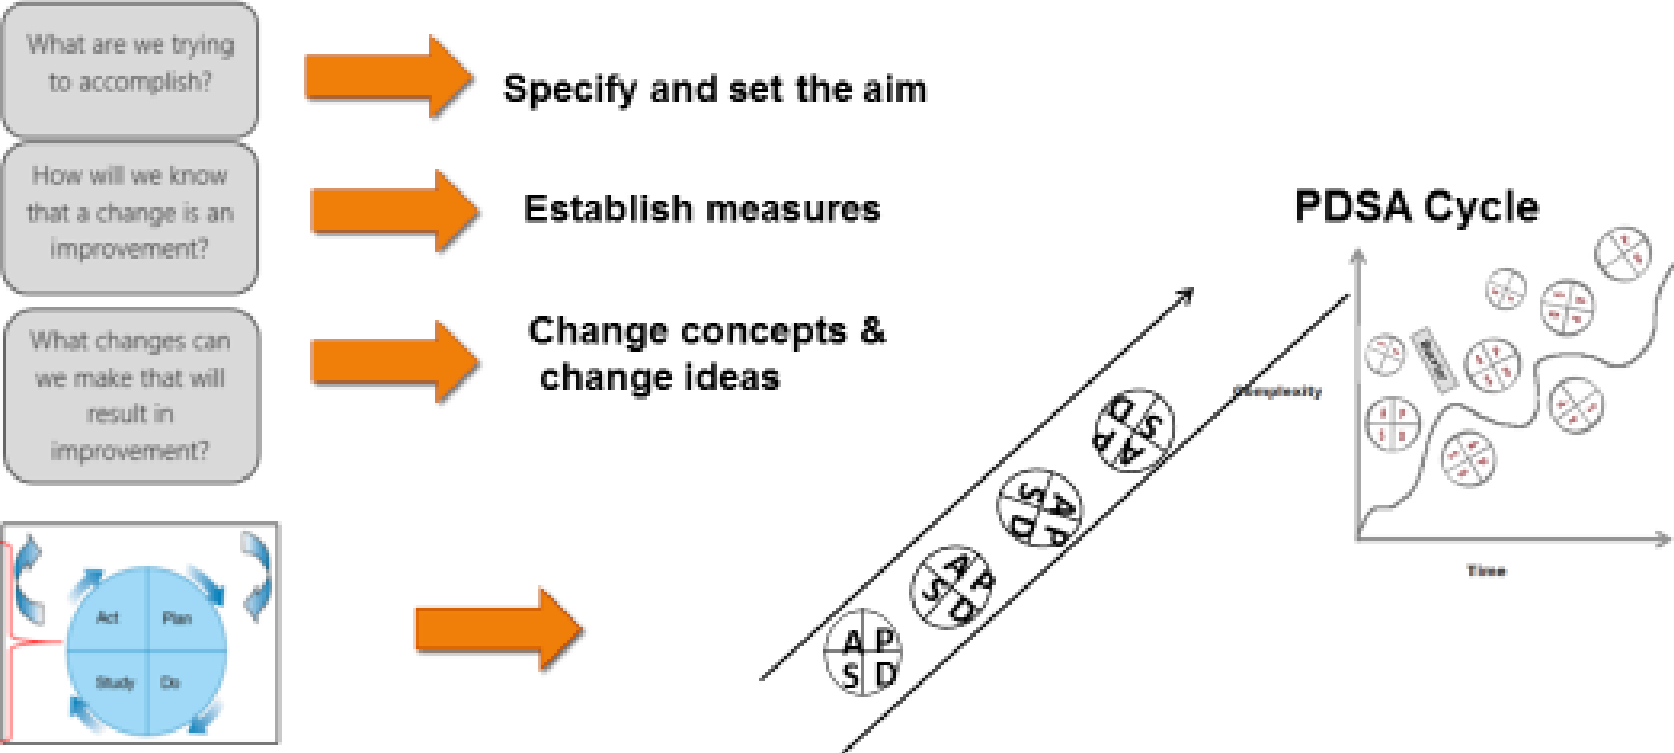 What are we trying
to accomplish?
Specify and set the aim
How will we know
that a change is an
improvement?
Establish measures
What changes can
we make that will
result in
improvement?
Change concepts &
change ideas
Act
Plan
Study
Do
A P
S D
A P
S D
A P
S D
A P
S D
PDSA Cycle
Complexity
Barrier
Time